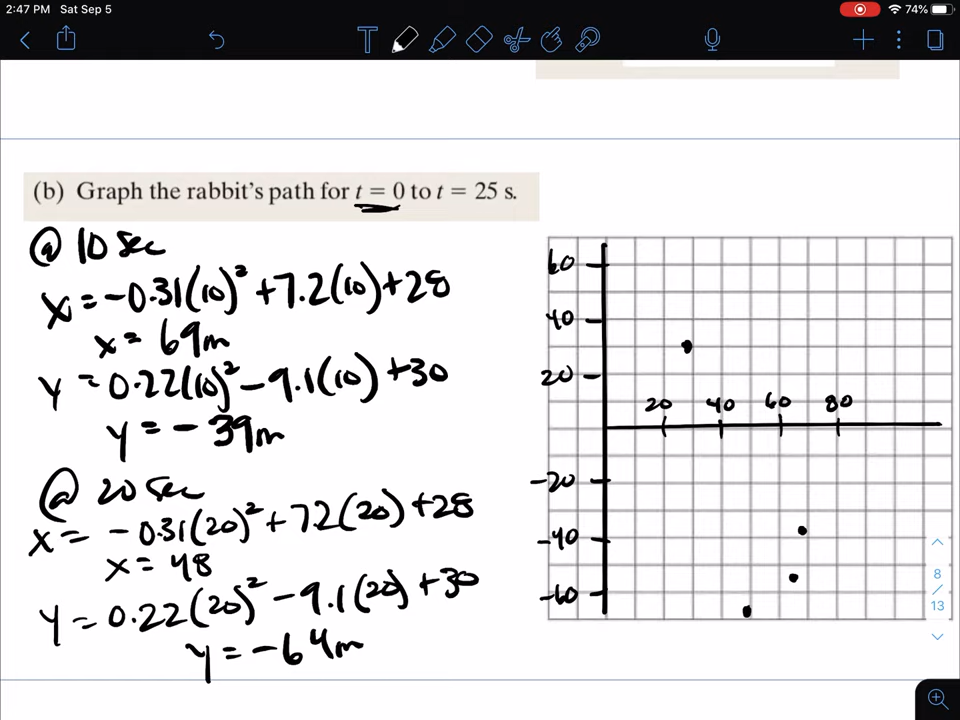 2:47 PM Sat Sep 5
74%
T
(b) Graph the rabbit's path for t = 0 to t = 25 s.
@ 10 sec
x = -0.31(10)² + 7.2(10) + 28
x = 69m
y = 0.22(10)² - 9.1(10) + 30
y = - 39m
@ 20 sec
x = -0.31(20)² + 7.2(20) + 28
x = 48
y = 0.22(20)² - 9.1(20) + 30
y = -64m
60
40
20
20 40 60 80
-20
-40
-60
8
/
13